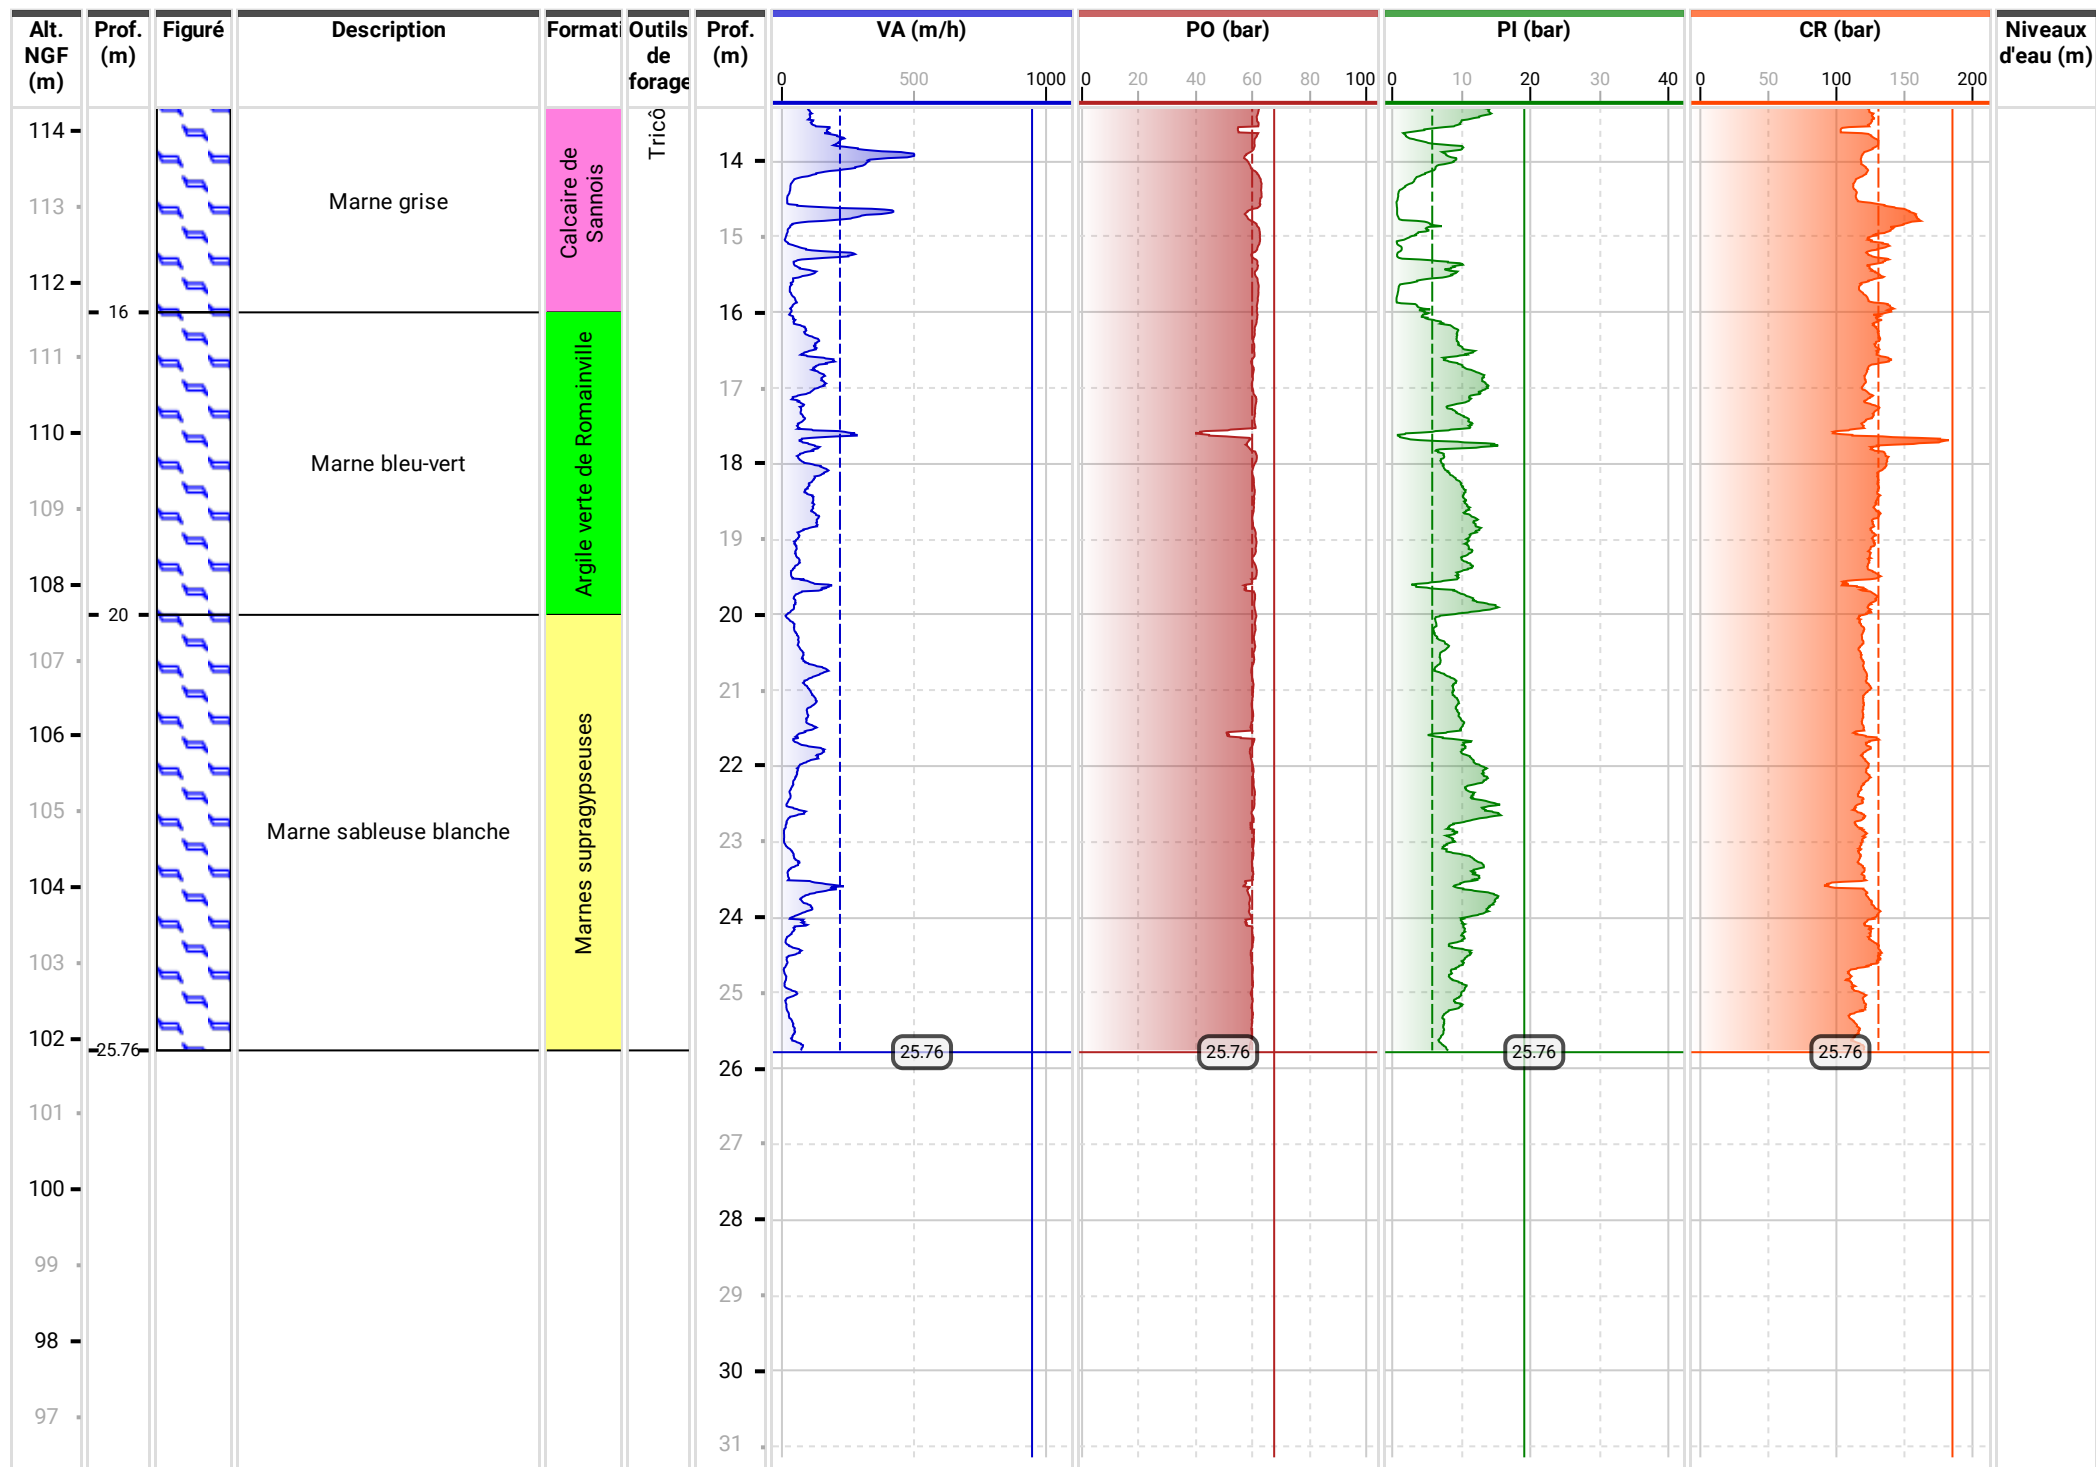 Alt.
NGF
(m)
Prof.
(m)
Figuré
Description
Formati
Outils
de
forage
Prof.
(m)
VA (m/h)
0 500 1000
PO (bar)
0 20 40 60 80 100
PI (bar)
0 10 20 30 40
CR (bar)
0 50 100 150 200
Niveaux
d'eau (m)
114
113
112
111
110
109
108
107
106
105
104
103
102
101
100
99
98
97
16
20
25.76
Marne grise
Marne bleu-vert
Marne sableuse blanche
Calcaire de
Sannois
Argile verte de Romainville
Marnes supragypseuses
Tricô
14
15
16
17
18
19
20
21
22
23
24
25
26
27
28
29
30
31
25.76
25.76
25.76
25.76